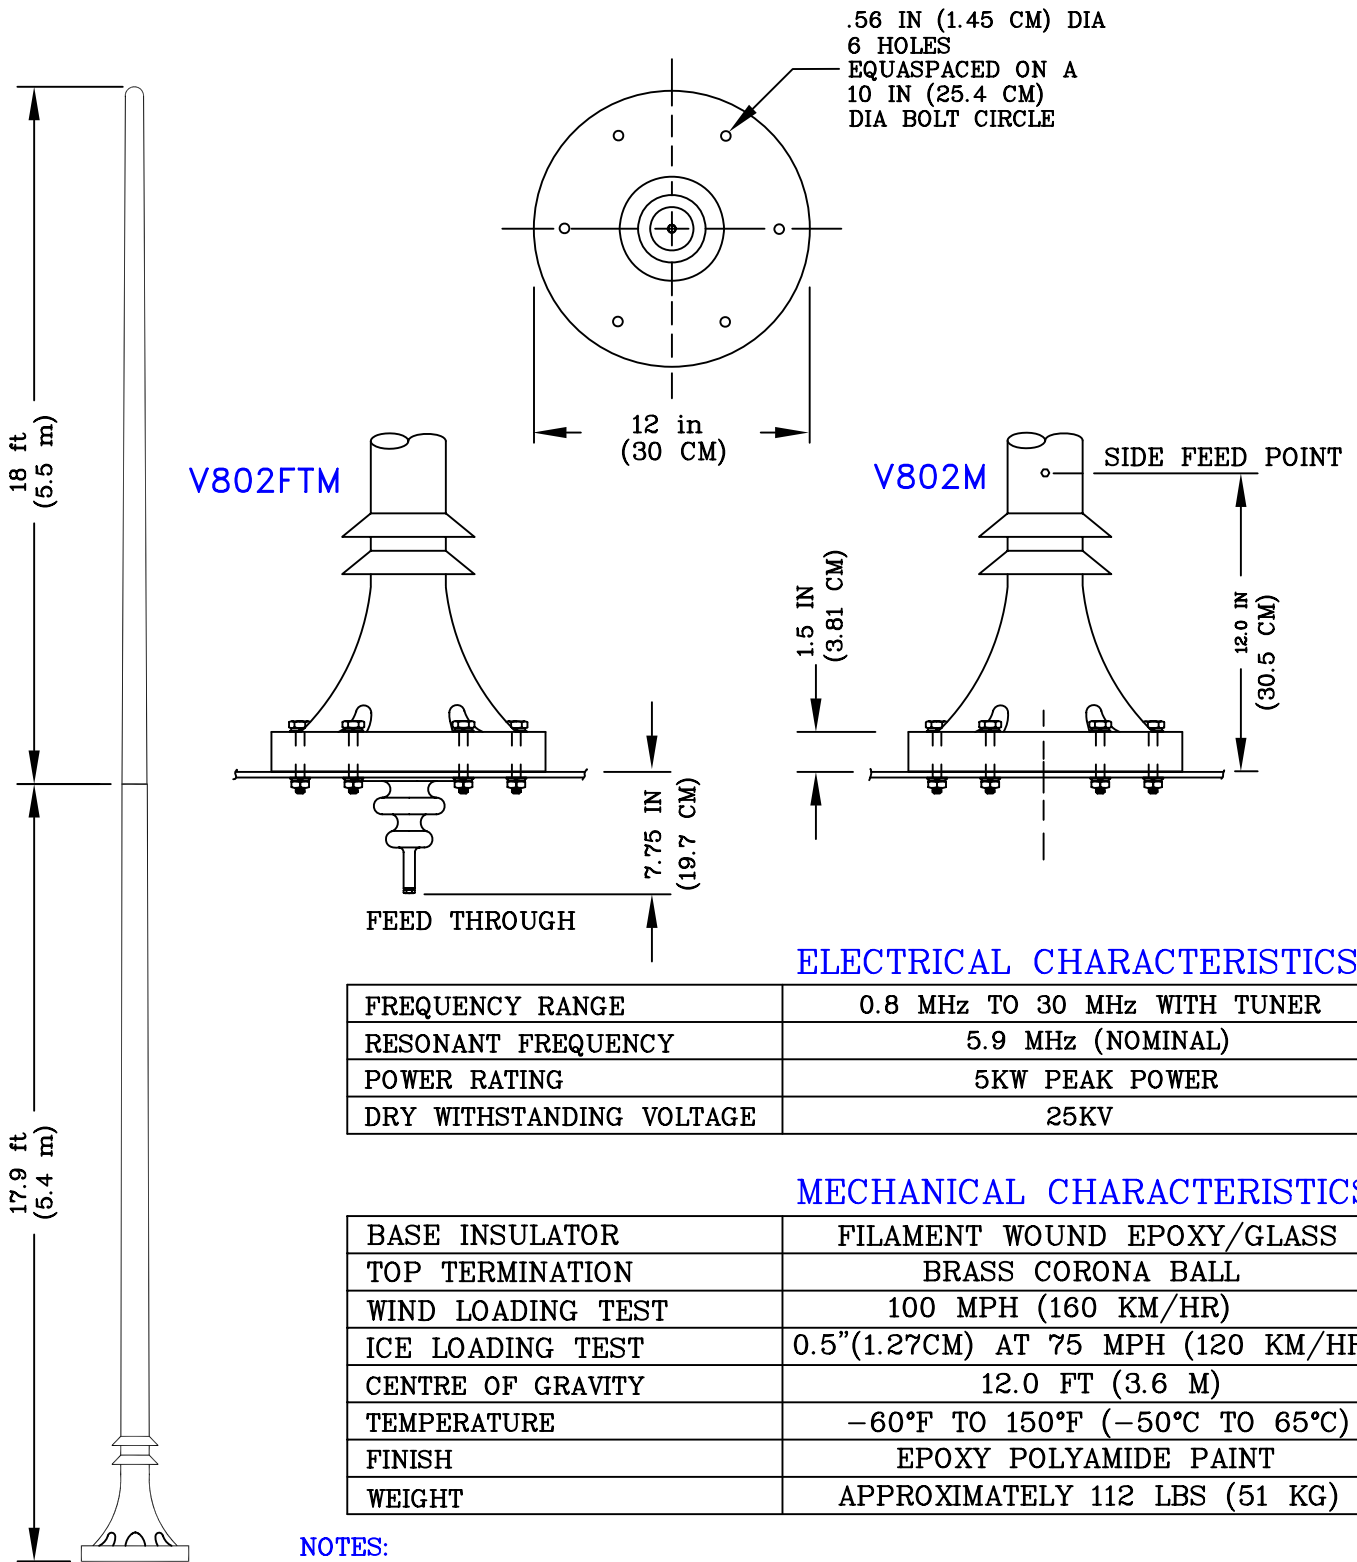 .56 IN (1.45 CM) DIA
6 HOLES
EQUASPACED ON A
10 IN (25.4 CM)
DIA BOLT CIRCLE
12 in
(30 CM)
18 ft
(5.5 m)
V802FTM
V802M
SIDE FEED POINT
1.5 IN
(3.81 CM)
12.0 IN
(30.5 CM)
7.75 IN
(19.7 CM)
FEED THROUGH
17.9 ft
(5.4 m)
ELECTRICAL CHARACTERISTICS
FREQUENCY RANGE 0.8 MHz TO 30 MHz WITH TUNER
RESONANT FREQUENCY 5.9 MHz (NOMINAL)
POWER RATING 5KW PEAK POWER
DRY WITHSTANDING VOLTAGE 25KV
MECHANICAL CHARACTERISTICS
BASE INSULATOR FILAMENT WOUND EPOXY/GLASS
TOP TERMINATION BRASS CORONA BALL
WIND LOADING TEST 100 MPH (160 KM/HR)
ICE LOADING TEST 0.5"(1.27CM) AT 75 MPH (120 KM/HR
CENTRE OF GRAVITY 12.0 FT (3.6 M)
TEMPERATURE −60°F TO 150°F (−50°C TO 65°C)
FINISH EPOXY POLYAMIDE PAINT
WEIGHT APPROXIMATELY 112 LBS (51 KG)
NOTES: